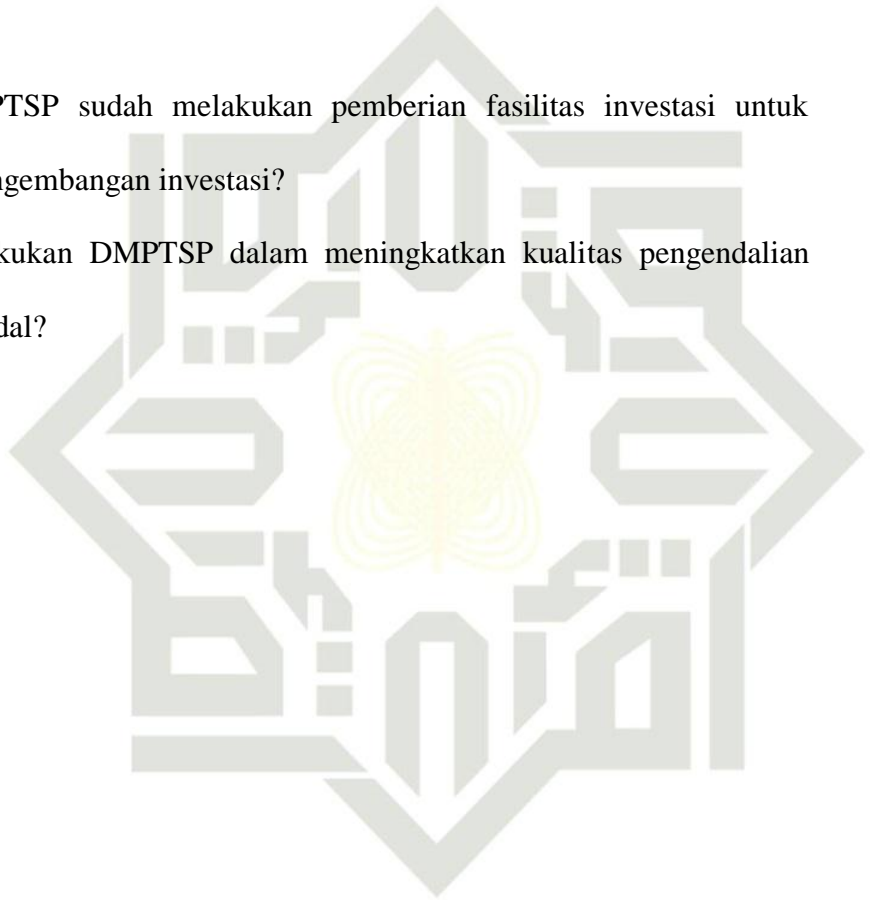 PTSP sudah melakukan pemberian fasilitas investasi untuk
ngembangan investasi?
kukan DMPTSP dalam meningkatkan kualitas pengendalian
dal?